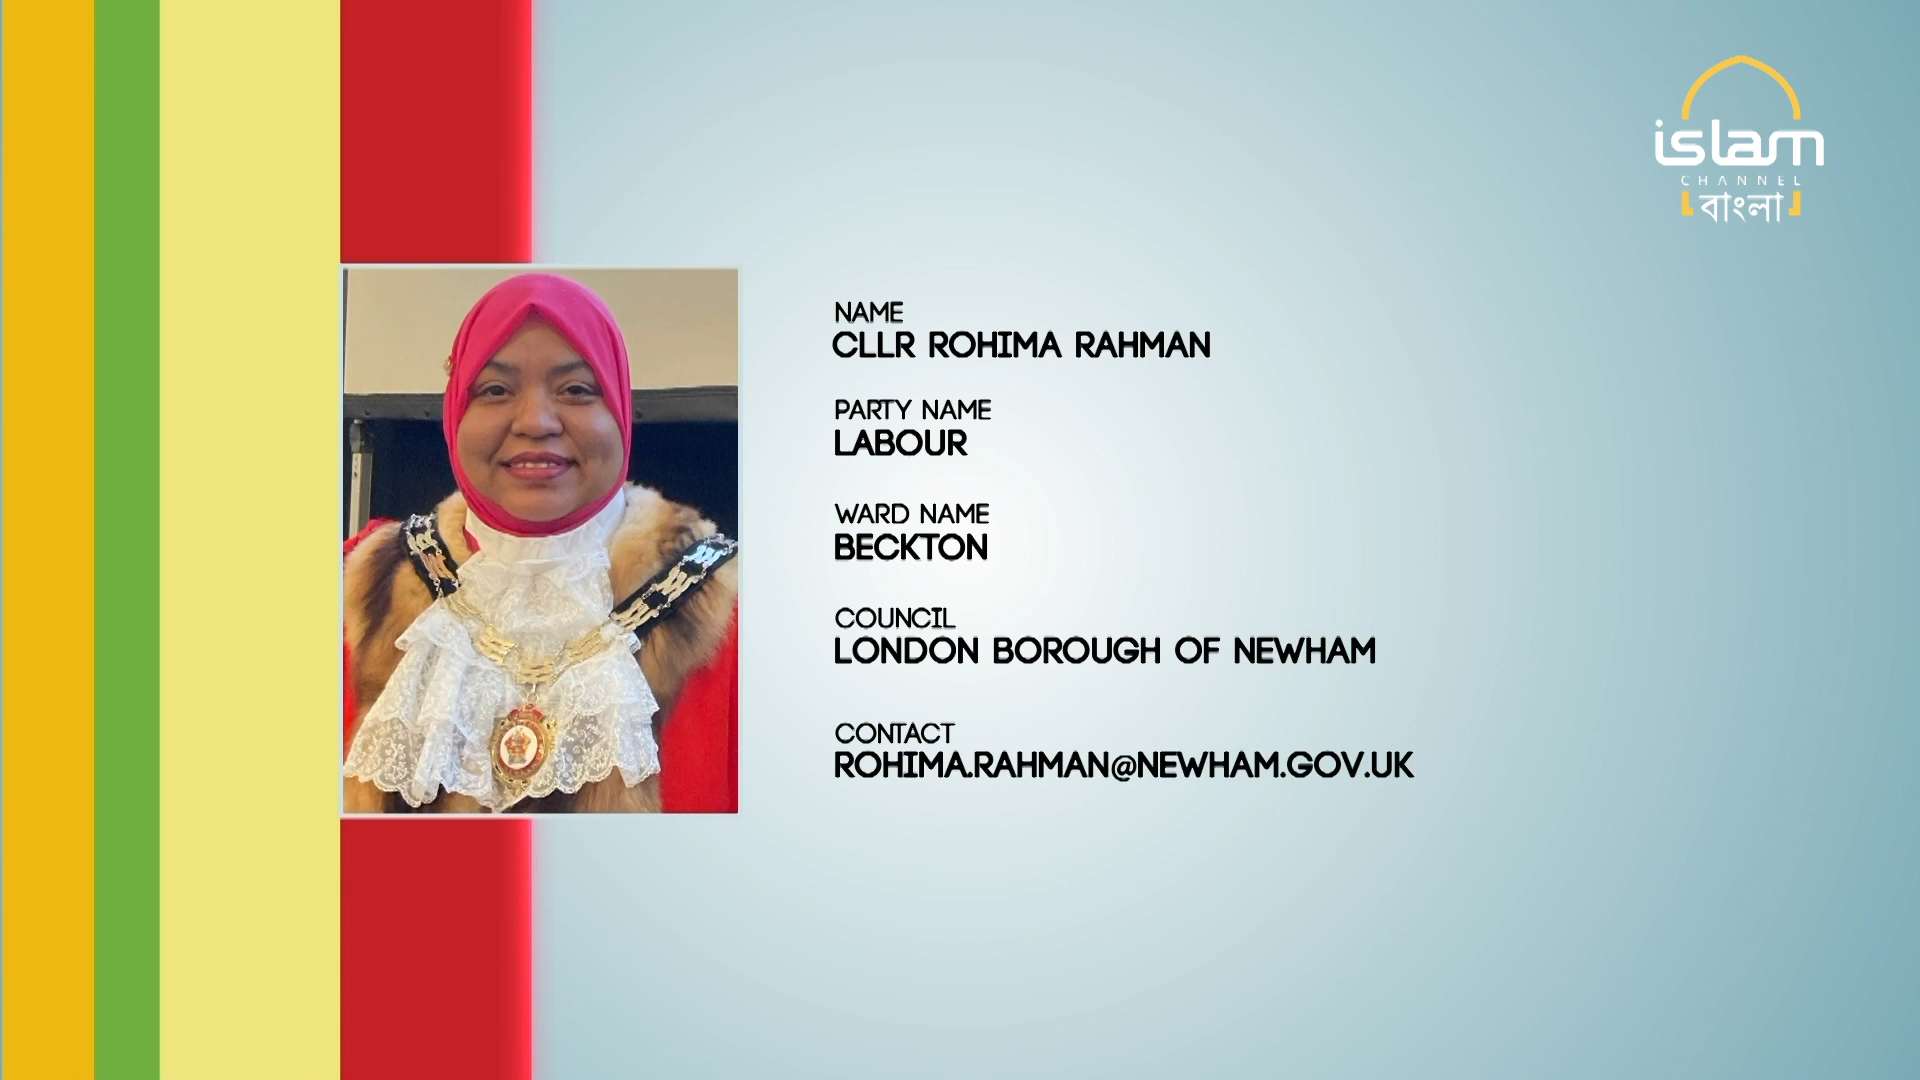 islam
CHANNEL
বাংলা
NAME
CLLR ROHIMA RAHMAN
PARTY NAME
LABOUR
WARD NAME
BECKTON
COUNCIL
LONDON BOROUGH OF NEWHAM
CONTACT
ROHIMA.RAHMAN@NEWHAM.GOV.UK